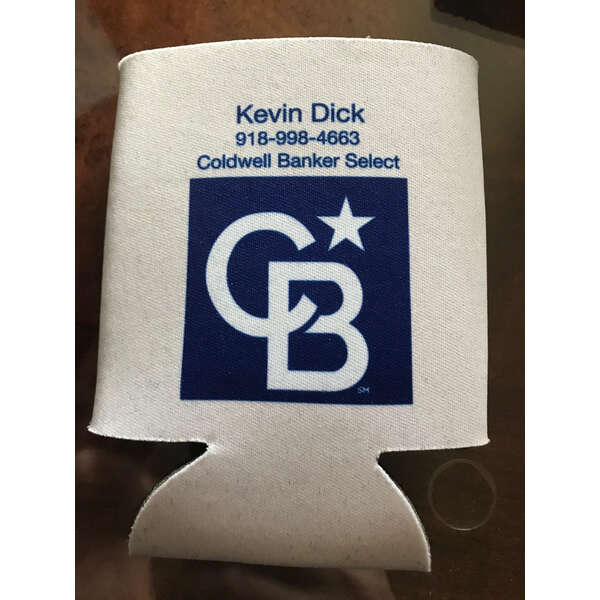 Kevin Dick
918-998-4663
Coldwell Banker Select
CB
SM